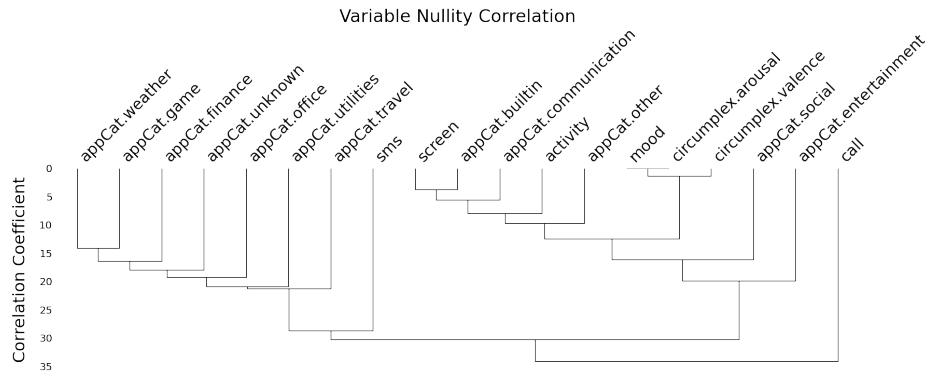 Variable Nullity Correlation
appCat.weather
appCat.game
appCat.finance
appCat.unknown
appCat.office
appCat.utilities
appCat.travel
sms
screen
appCat.builtin
appCat.communication
activity
appCat.other
mood
circumplex.arousal
circumplex.valence
appCat.social
appCat.entertainment
call
Correlation Coefficient
0
5
10
15
20
25
30
35